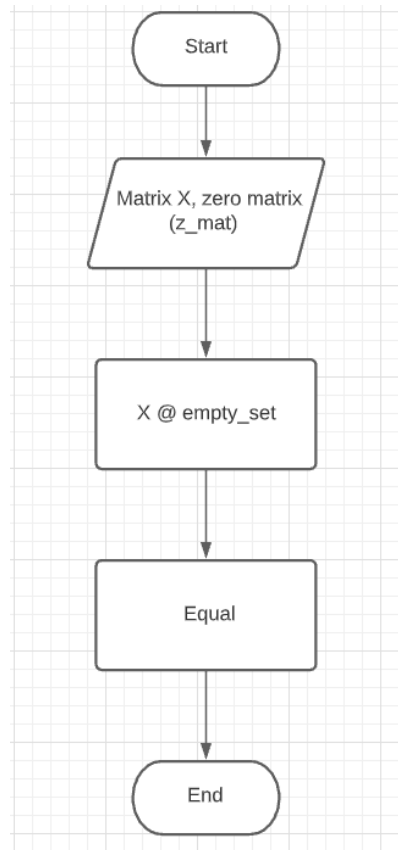 Start
Matrix X, zero matrix
(z_mat)
X @ empty_set
Equal
End